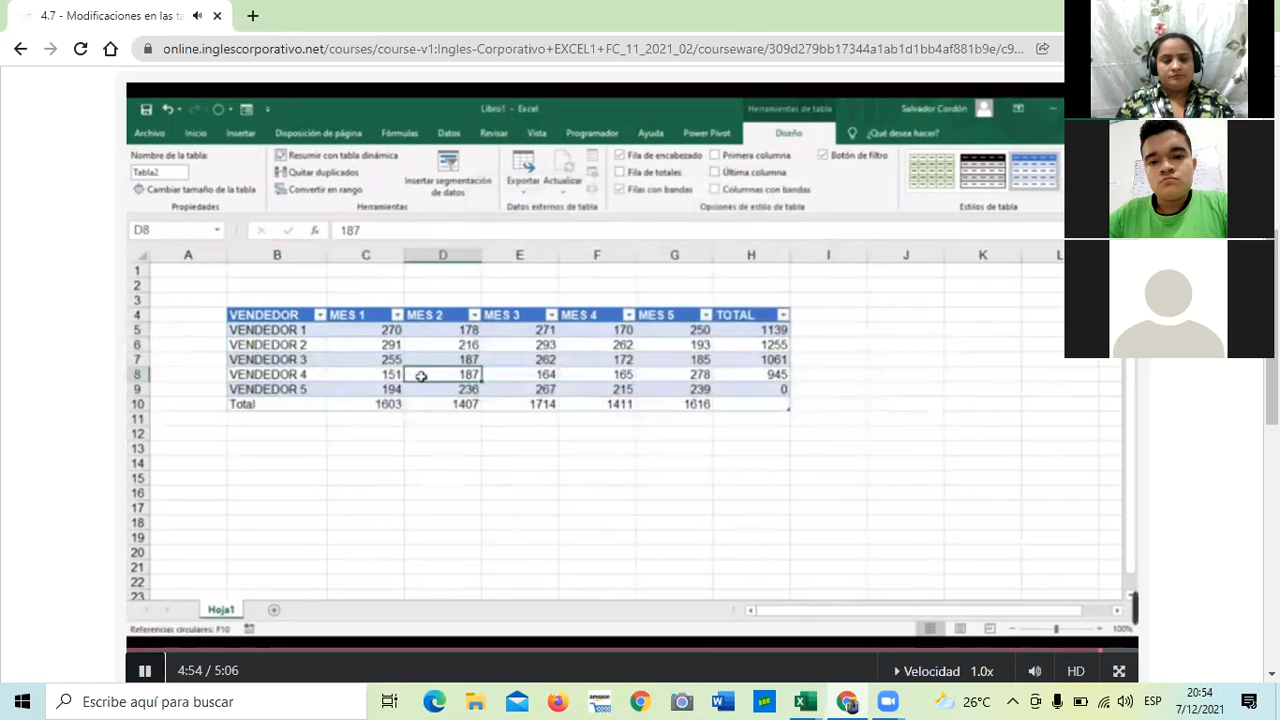 4.7 - Modificaciones en las ta
online.inglescorporativo.net/courses/course-v1:Ingles-Corporativo+EXCEL1+FC_11_2021_02/courseware/309d279bb17344a1ab1d1bb4af881b9e/c9...
Libro1 - Excel
Herramientas de tabla
Salvador Cordón
Archivo Inicio Insertar Disposición de página Fórmulas Datos Revisar Vista Programador Ayuda Power Pivot Diseño ¿Qué desea hacer?
Nombre de la tabla:
Tabla2
Cambiar tamaño de la tabla
Propiedades
Resumir con tabla dinámica
Quitar duplicados
Convertir en rango
Herramientas
Insertar segmentación de datos
Exportar Actualizar
Datos externos de tabla
Fila de encabezado Primera columna Botón de filtro
Fila de totales Última columna
Filas con bandas Columnas con bandas
Opciones de estilo de tabla
Estilos de tabla
D8 fx 187
A B C D E F G H I J K L
1
2
3
4 VENDEDOR MES 1 MES 2 MES 3 MES 4 MES 5 TOTAL
5 VENDEDOR 1 270 178 271 170 250 1139
6 VENDEDOR 2 291 216 293 262 193 1255
7 VENDEDOR 3 255 187 262 172 185 1061
8 VENDEDOR 4 151 187 164 165 278 945
9 VENDEDOR 5 194 236 267 215 239 0
10 Total 1603 1407 1714 1411 1616
11
12
13
14
15
16
17
18
19
20
21
22
23
Hoja1
Referencias circulares: F10
100%
4:54 / 5:06
Velocidad 1.0x
HD
Escribe aquí para buscar
amazon
26°C
ESP
20:54
7/12/2021
3